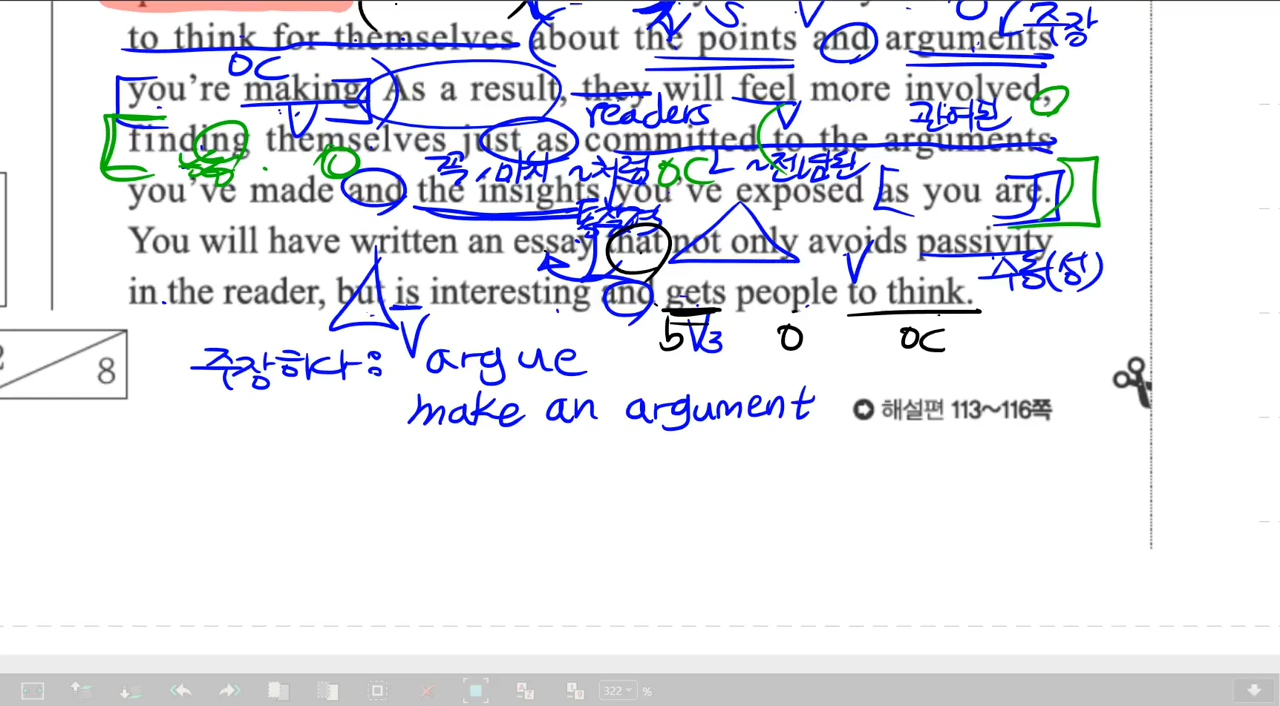 S V O 주장
to think for themselves about the points and arguments
OC
you're making. As a result, they will feel more involved,
V readers V 관여된
finding themselves just as committed to the arguments
능동 O 꼭, 마치 ~처럼 OC ~전념된
you've made and the insights you've exposed as you are.
통찰력
You will have written an essay that not only avoids passivity
V 수동(성)
in the reader, but is interesting and gets people to think.
V 5 V3 O OC
주장하다: argue
make an argument
해설편 113~116쪽
8
322 %